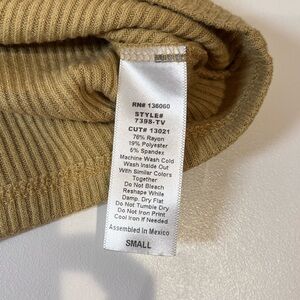 RN# 136060
STYLE#
7398-TV
CUT# 13021
76% Rayon
19% Polyester
5% Spandex
Machine Wash Cold
Wash Inside Out
With Similar Colors
Together
Do Not Bleach
Reshape While
Damp. Dry Flat
Do Not Tumble Dry
Do Not Iron Print
Cool Iron If Needed
Assembled In Mexico
SMALL